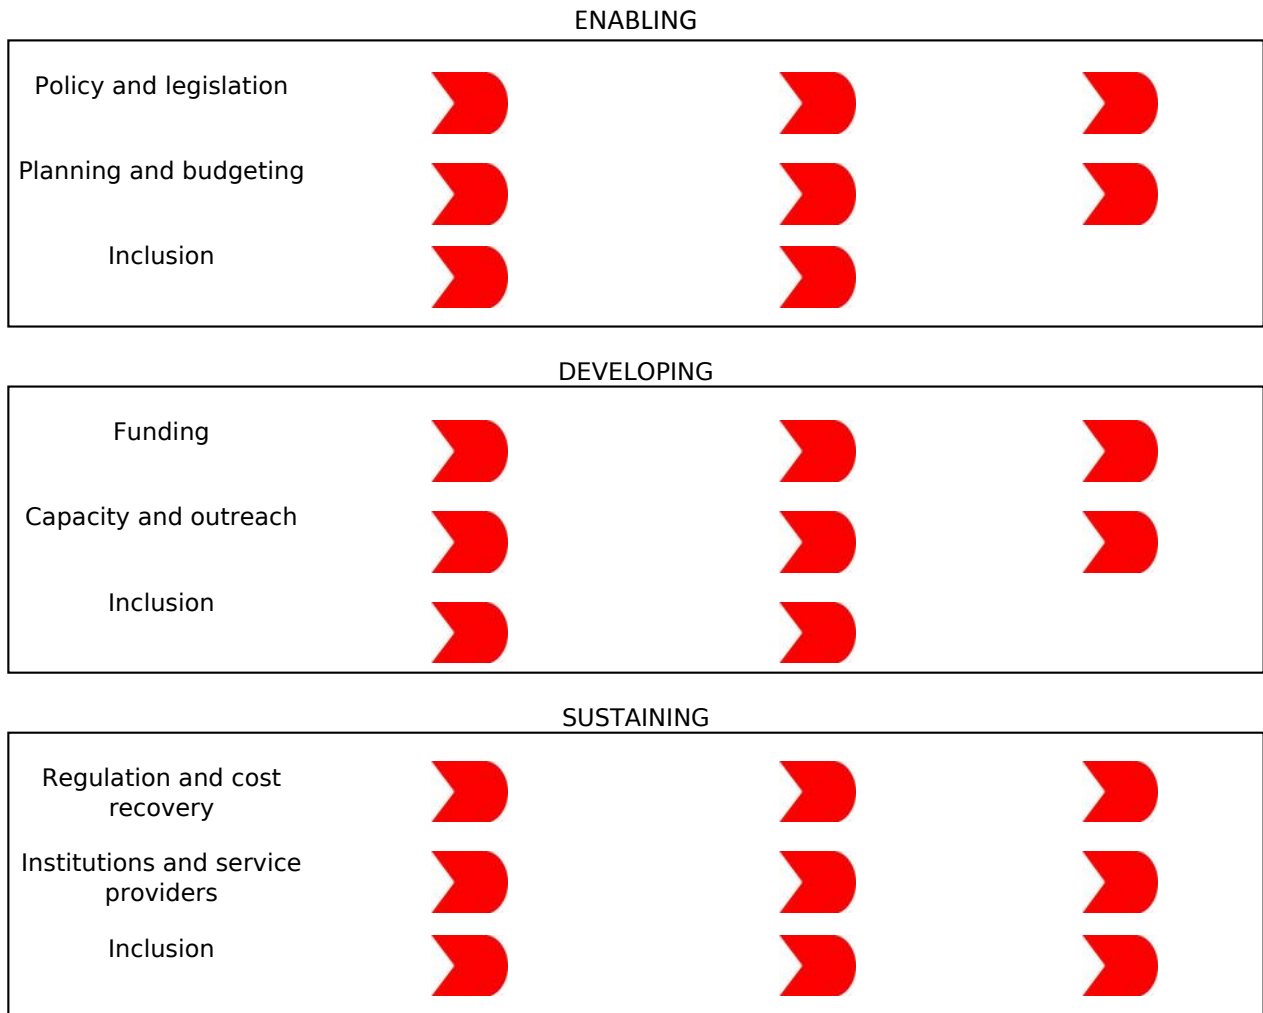 ENABLING
Policy and legislation
Planning and budgeting
Inclusion
DEVELOPING
Funding
Capacity and outreach
Inclusion
SUSTAINING
Regulation and cost
recovery
Institutions and service
providers
Inclusion